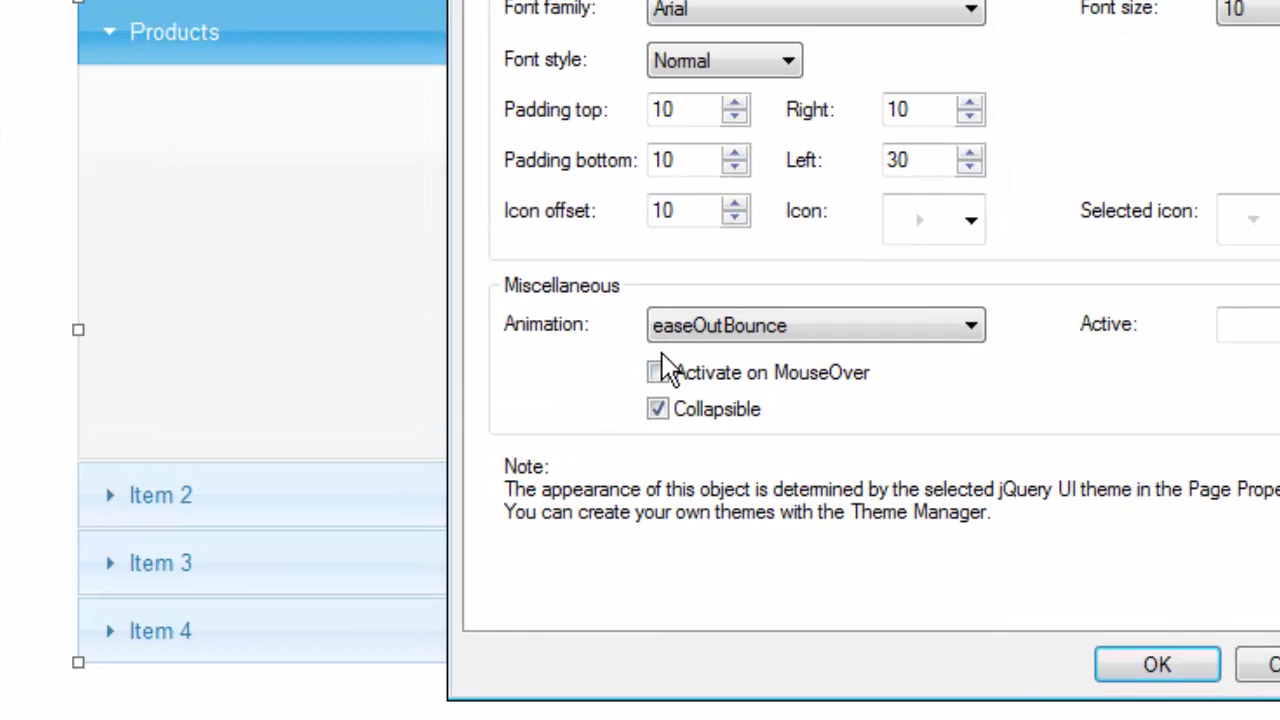 Products
Item 2
Item 3
Item 4
Font family: Arial Font size: 10
Font style: Normal
Padding top: 10 Right: 10
Padding bottom: 10 Left: 30
Icon offset: 10 Icon: Selected icon:
Miscellaneous
Animation: easeOutBounce Active:
Activate on MouseOver
Collapsible
Note:
The appearance of this object is determined by the selected jQuery UI theme in the Page Prope
You can create your own themes with the Theme Manager.
OK